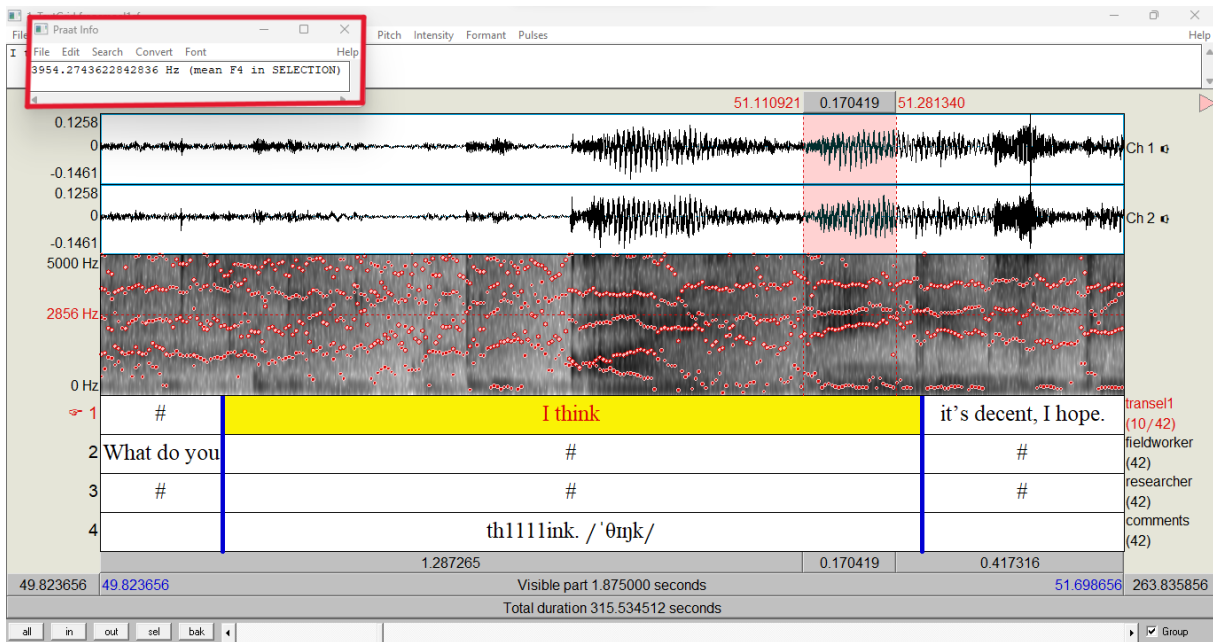 Praat Info
File Edit Search Convert Font Help
3954.2743622842836 Hz (mean F4 in SELECTION)
Pitch Intensity Formant Pulses
Help
51.110921 0.170419 51.281340
0.1258
0
-0.1461
Ch 1
0.1258
0
-0.1461
Ch 2
5000 Hz
2856 Hz
0 Hz
1 # I think it’s decent, I hope. transel1 (10/42)
2 What do you # # fieldworker (42)
3 # # # researcher (42)
4 th1111ink. /ˈθɪŋk/ comments (42)
1.287265 0.170419 0.417316
49.823656 49.823656 Visible part 1.875000 seconds 51.698656 263.835856
Total duration 315.534512 seconds
all in out sel bak Group